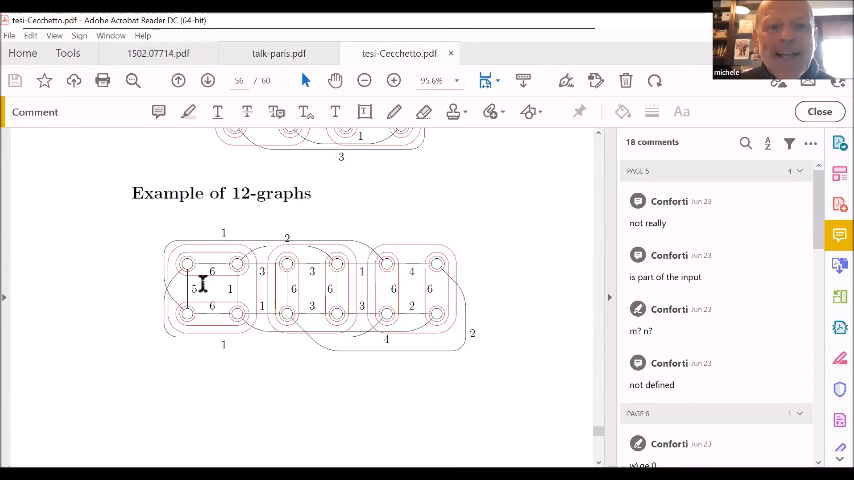 tesi-Cecchetto.pdf - Adobe Acrobat Reader DC (64-bit)
File Edit View Sign Window Help
Home Tools 1502.07714.pdf talk-paris.pdf tesi-Cecchetto.pdf ×
56 / 60 95.6%
Comment Aa Close
1
3
Example of 12-graphs
1
2
6 3 3 1 4
5 1 6 6 6 6
6 1 3 3 2
1 4 2
18 comments
PAGE 5 4
Conforti Jun 23
not really
Conforti Jun 23
is part of the input
Conforti Jun 23
m? n?
Conforti Jun 23
not defined
PAGE 6 1
Conforti Jun 23
michele